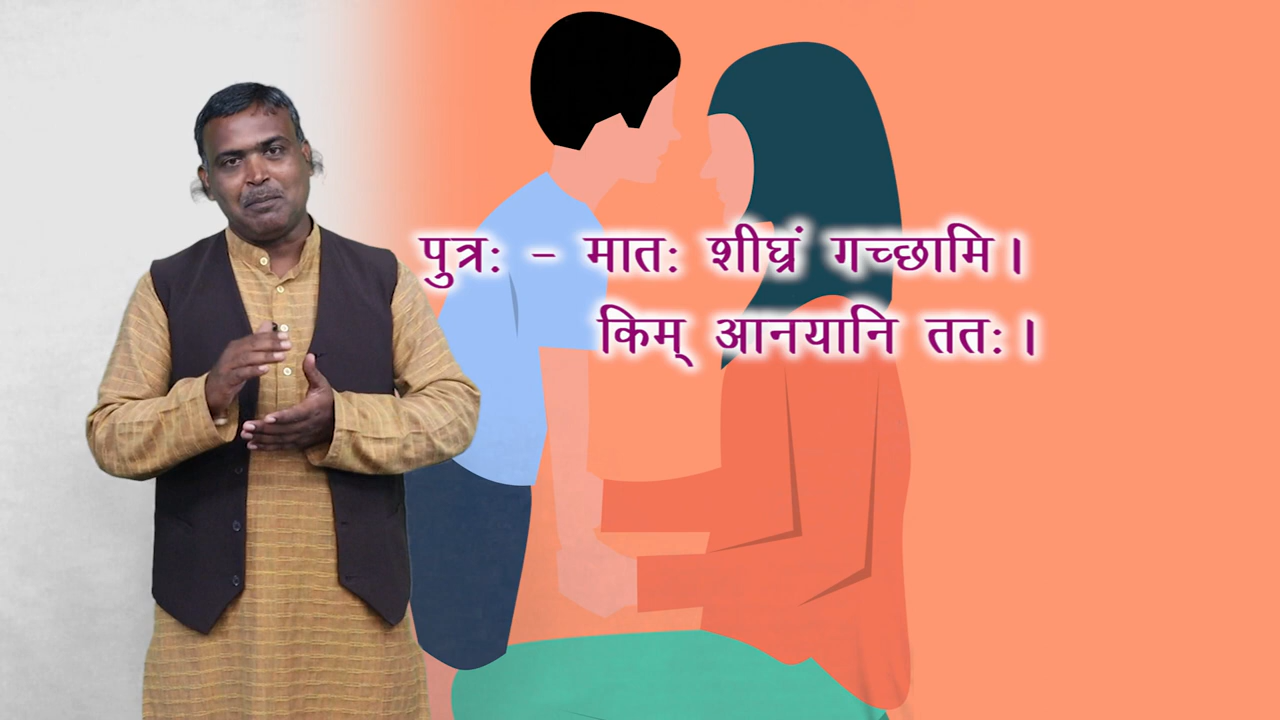 पुत्रः - मातः शीघ्रं गच्छामि।
किम् आनयानि ततः।